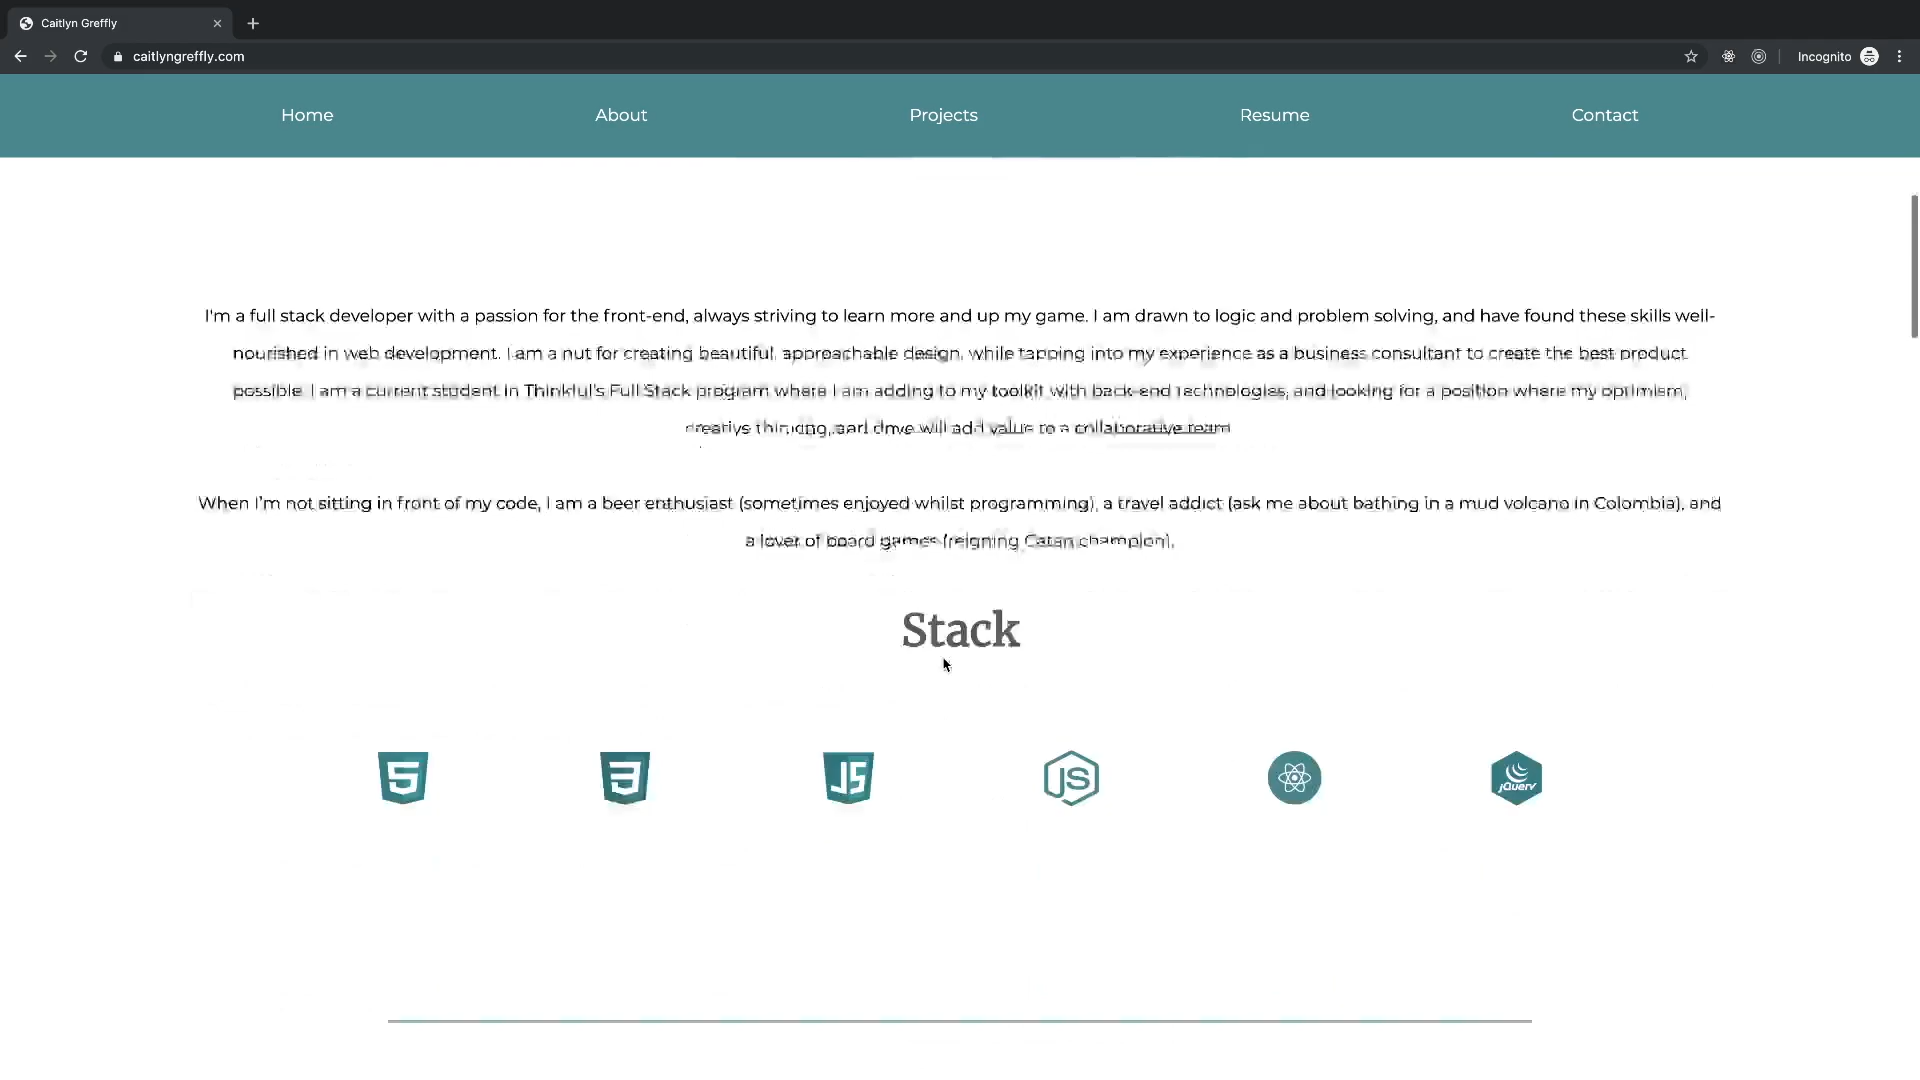 Caitlyn Greffly
caitlyngreffly.com
Incognito
Home
About
Projects
Resume
Contact
I'm a full stack developer with a passion for the front-end, always striving to learn more and up my game. I am drawn to logic and problem solving, and have found these skills well-
nourished in web development. I am a nut for creating beautiful, approachable design, while tapping into my experience as a business consultant to create the best product
possible. I am a current student in Thinkful's Full Stack program where I am adding to my toolkit with back-end technologies, and looking for a position where my optimism,
creative thinking, and drive will add value to a collaborative team
When I'm not sitting in front of my code, I am a beer enthusiast (sometimes enjoyed whilst programming), a travel addict (ask me about bathing in a mud volcano in Colombia), and
a lover of board games (reigning Catan champion).
Stack
5
3
JS
JS
jQuery